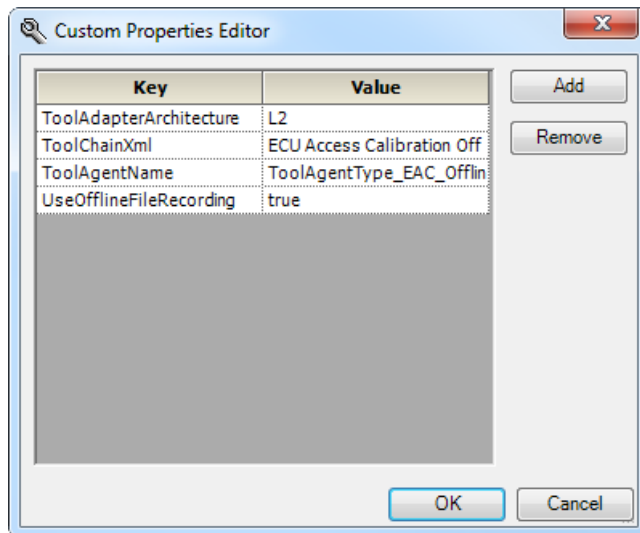 Custom Properties Editor
Key Value Add
ToolAdapterArchitecture L2
ToolChainXml ECU Access Calibration Off Remove
ToolAgentName ToolAgentType_EAC_Offlin
UseOfflineFileRecording true
OK Cancel